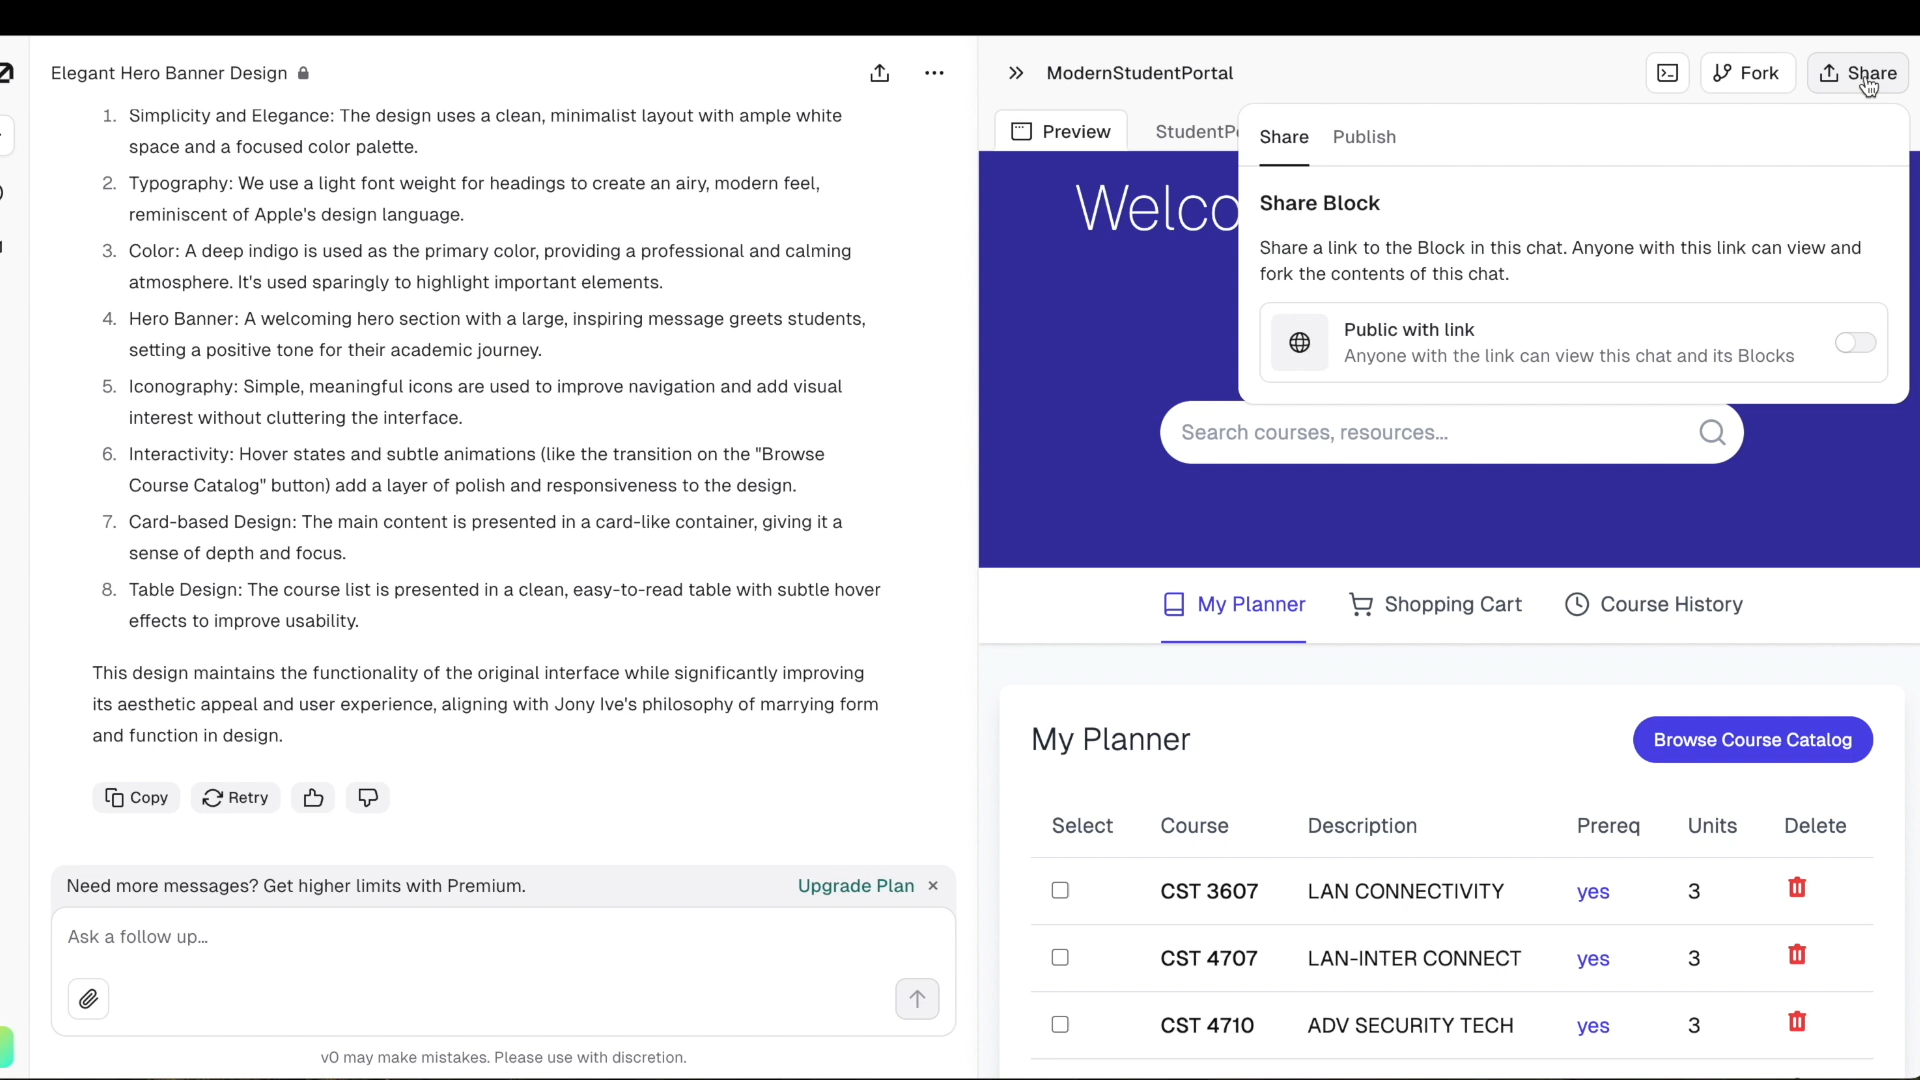 Elegant Hero Banner Design
1. Simplicity and Elegance: The design uses a clean, minimalist layout with ample white
space and a focused color palette.
2. Typography: We use a light font weight for headings to create an airy, modern feel,
reminiscent of Apple's design language.
3. Color: A deep indigo is used as the primary color, providing a professional and calming
atmosphere. It's used sparingly to highlight important elements.
4. Hero Banner: A welcoming hero section with a large, inspiring message greets students,
setting a positive tone for their academic journey.
5. Iconography: Simple, meaningful icons are used to improve navigation and add visual
interest without cluttering the interface.
6. Interactivity: Hover states and subtle animations (like the transition on the "Browse
Course Catalog" button) add a layer of polish and responsiveness to the design.
7. Card-based Design: The main content is presented in a card-like container, giving it a
sense of depth and focus.
8. Table Design: The course list is presented in a clean, easy-to-read table with subtle hover
effects to improve usability.
This design maintains the functionality of the original interface while significantly improving
its aesthetic appeal and user experience, aligning with Jony Ive's philosophy of marrying form
and function in design.
Copy Retry
Need more messages? Get higher limits with Premium. Upgrade Plan
Ask a follow up...
v0 may make mistakes. Please use with discretion.
ModernStudentPortal Fork Share
Preview StudentP
Share Publish
Share Block
Share a link to the Block in this chat. Anyone with this link can view and
fork the contents of this chat.
Public with link
Anyone with the link can view this chat and its Blocks
Welco
Search courses, resources...
My Planner Shopping Cart Course History
My Planner Browse Course Catalog
Select Course Description Prereq Units Delete
CST 3607 LAN CONNECTIVITY yes 3
CST 4707 LAN-INTER CONNECT yes 3
CST 4710 ADV SECURITY TECH yes 3